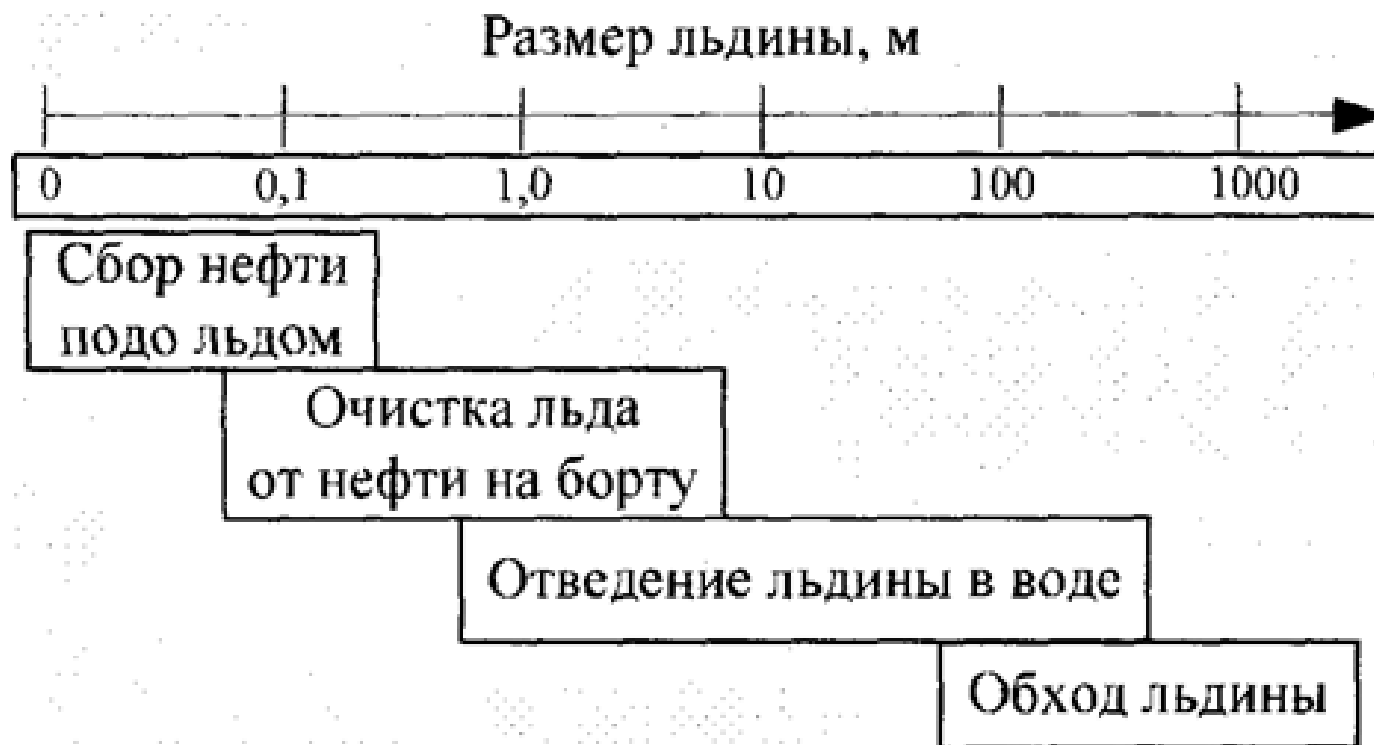 Размер льдины, м
0 0,1 1,0 10 100 1000
Сбор нефти
подо льдом
Очистка льда
от нефти на борту
Отведение льдины в воде
Обход льдины